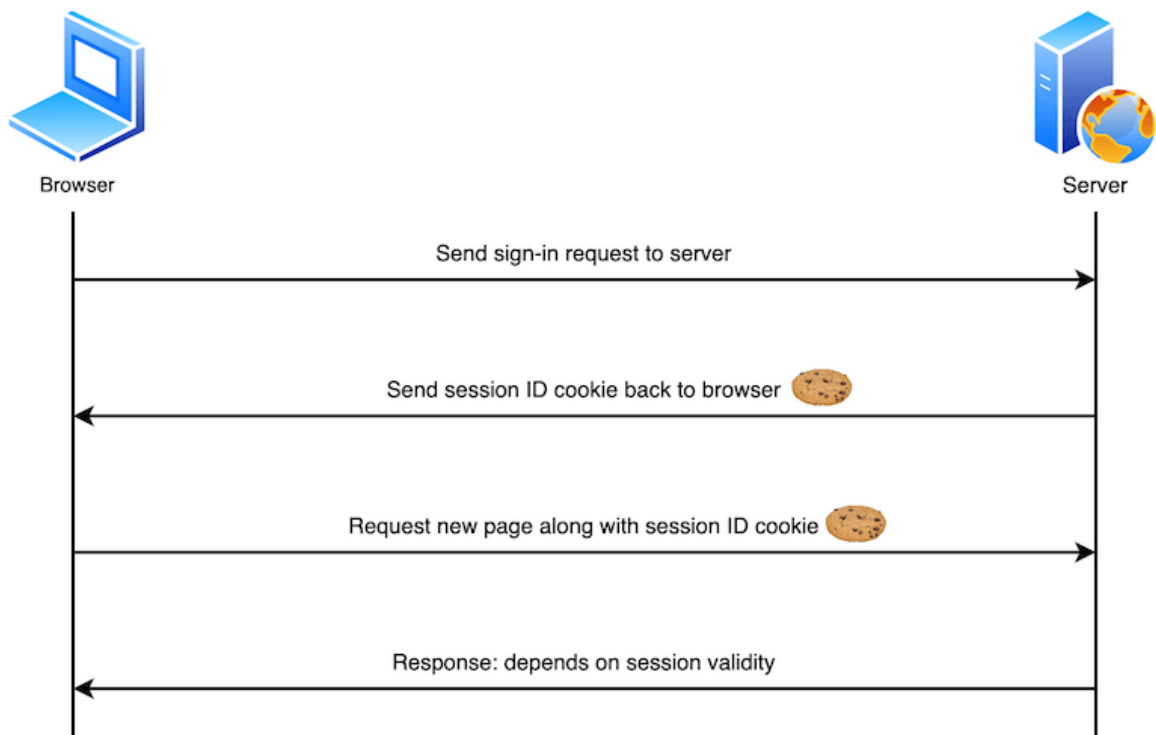 Browser
Server
Send sign-in request to server
Send session ID cookie back to browser
Request new page along with session ID cookie
Response: depends on session validity